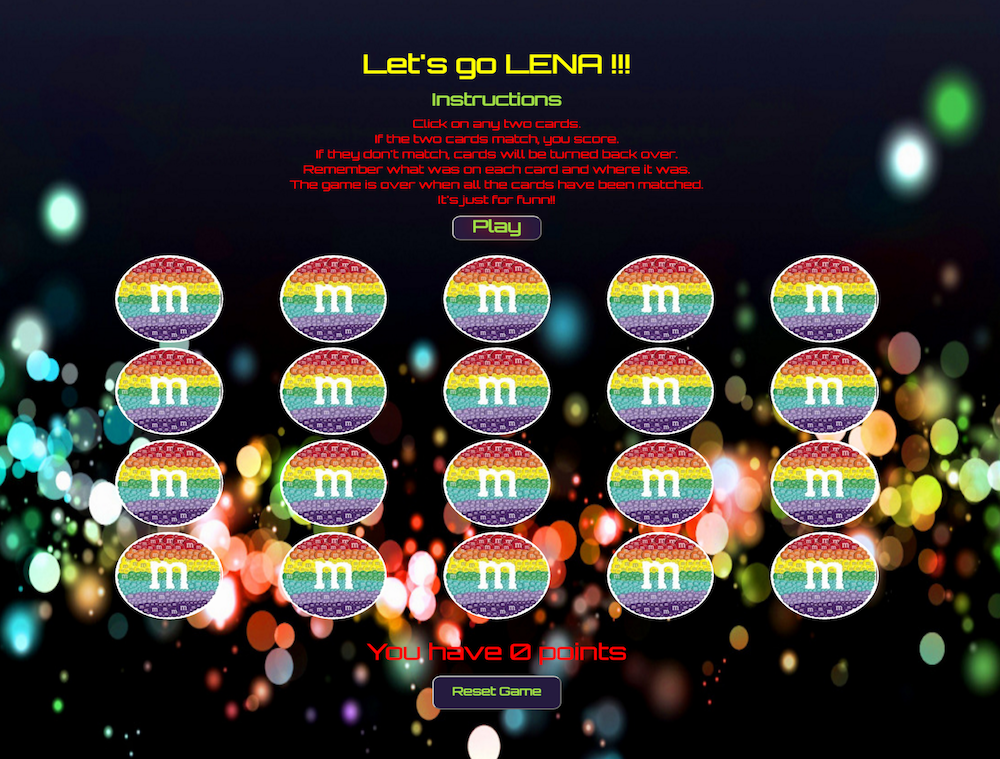 Let's go LENA !!!
Instructions
Click on any two cards.
If the two cards match, you score.
If they don't match, cards will be turned back over.
Remember what was on each card and where it was.
The game is over when all the cards have been matched.
It's just for funn!!
Play
m m m m m
m m m m m
m m m m m
m m m m m
You have 0 points
Reset Game